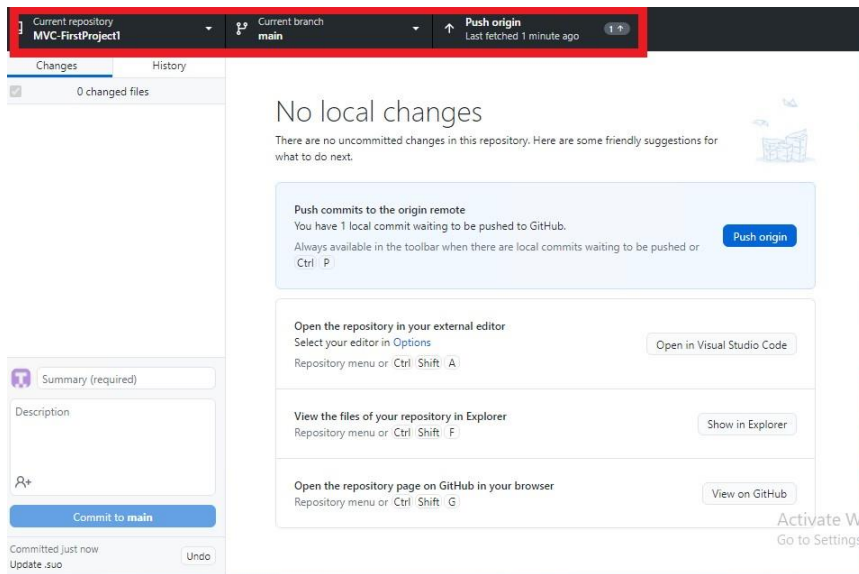 Current repository
MVC-FirstProject1
Current branch
main
Push origin
Last fetched 1 minute ago
1
Changes
History
0 changed files
No local changes
There are no uncommitted changes in this repository. Here are some friendly suggestions for
what to do next.
Push commits to the origin remote
You have 1 local commit waiting to be pushed to GitHub.
Always available in the toolbar when there are local commits waiting to be pushed or
Ctrl P
Push origin
Open the repository in your external editor
Select your editor in Options
Repository menu or Ctrl Shift A
Open in Visual Studio Code
View the files of your repository in Explorer
Repository menu or Ctrl Shift F
Show in Explorer
Open the repository page on GitHub in your browser
Repository menu or Ctrl Shift G
View on GitHub
Summary (required)
Description
Commit to main
Committed just now
Update .suo
Undo
Activate W
Go to Settings